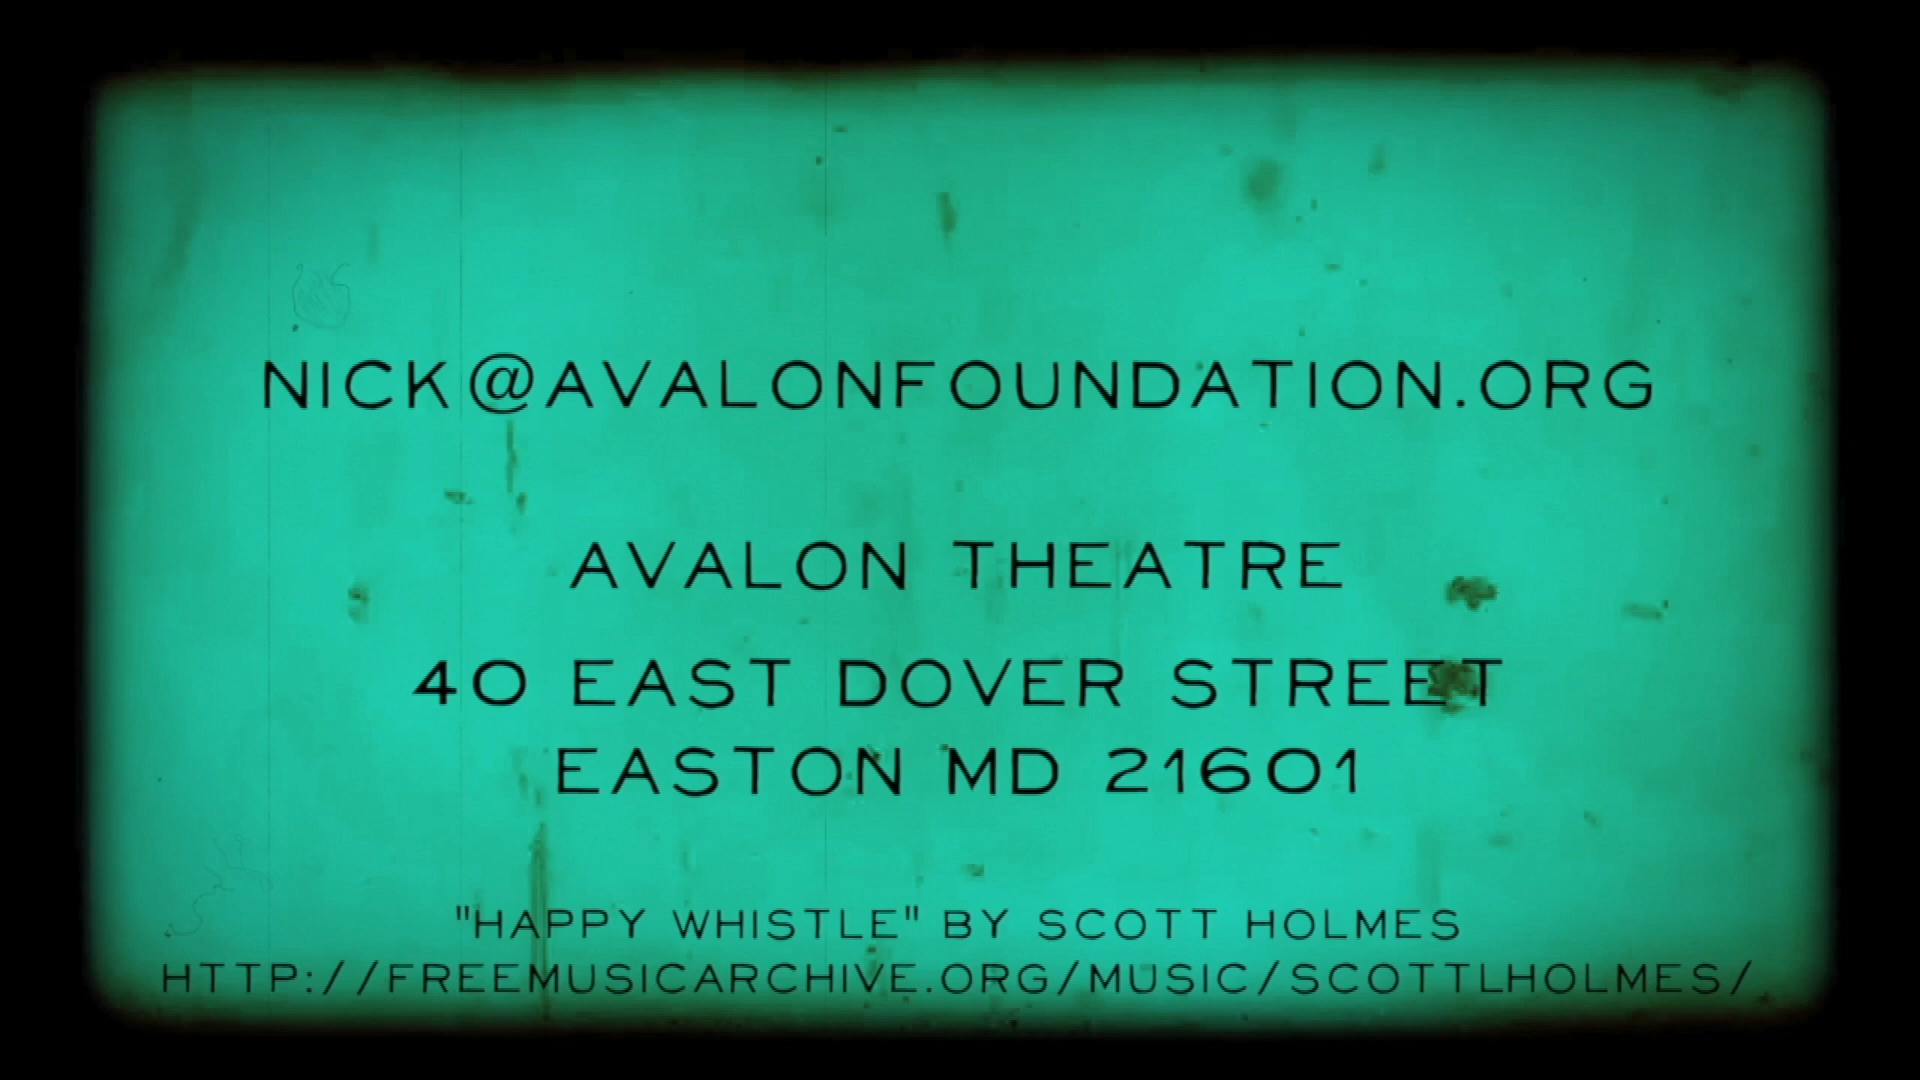 NICK@AVALONFOUNDATION.ORG
AVALON THEATRE
40 EAST DOVER STREET
EASTON MD 21601
"HAPPY WHISTLE" BY SCOTT HOLMES
HTTP://FREEMUSICARCHIVE.ORG/MUSIC/SCOTTLHOLMES/